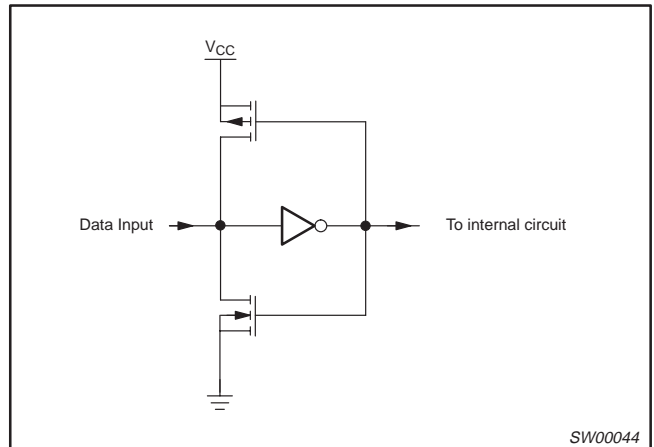 VCC
Data Input
To internal circuit
SW00044